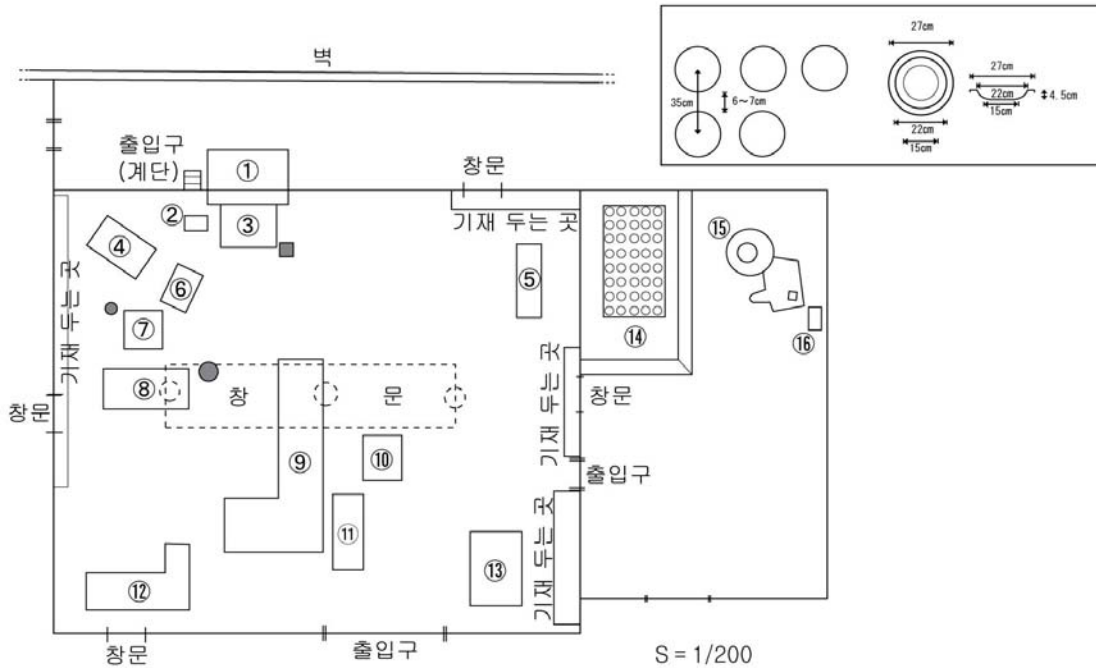 벽
27cm
27cm
35cm
6~7cm
22cm
4.5cm
15cm
22cm
15cm
출입구
(계단)
①
창문
②
③
기재 두는 곳
④
⑤
⑥
⑦
기재 두는 곳
⑭
⑮
⑯
⑧
창 문
기재 두는 곳
창문
창문
⑨
⑩
출입구
⑪
기재 두는 곳
⑫
⑬
창문
출입구
S = 1/200